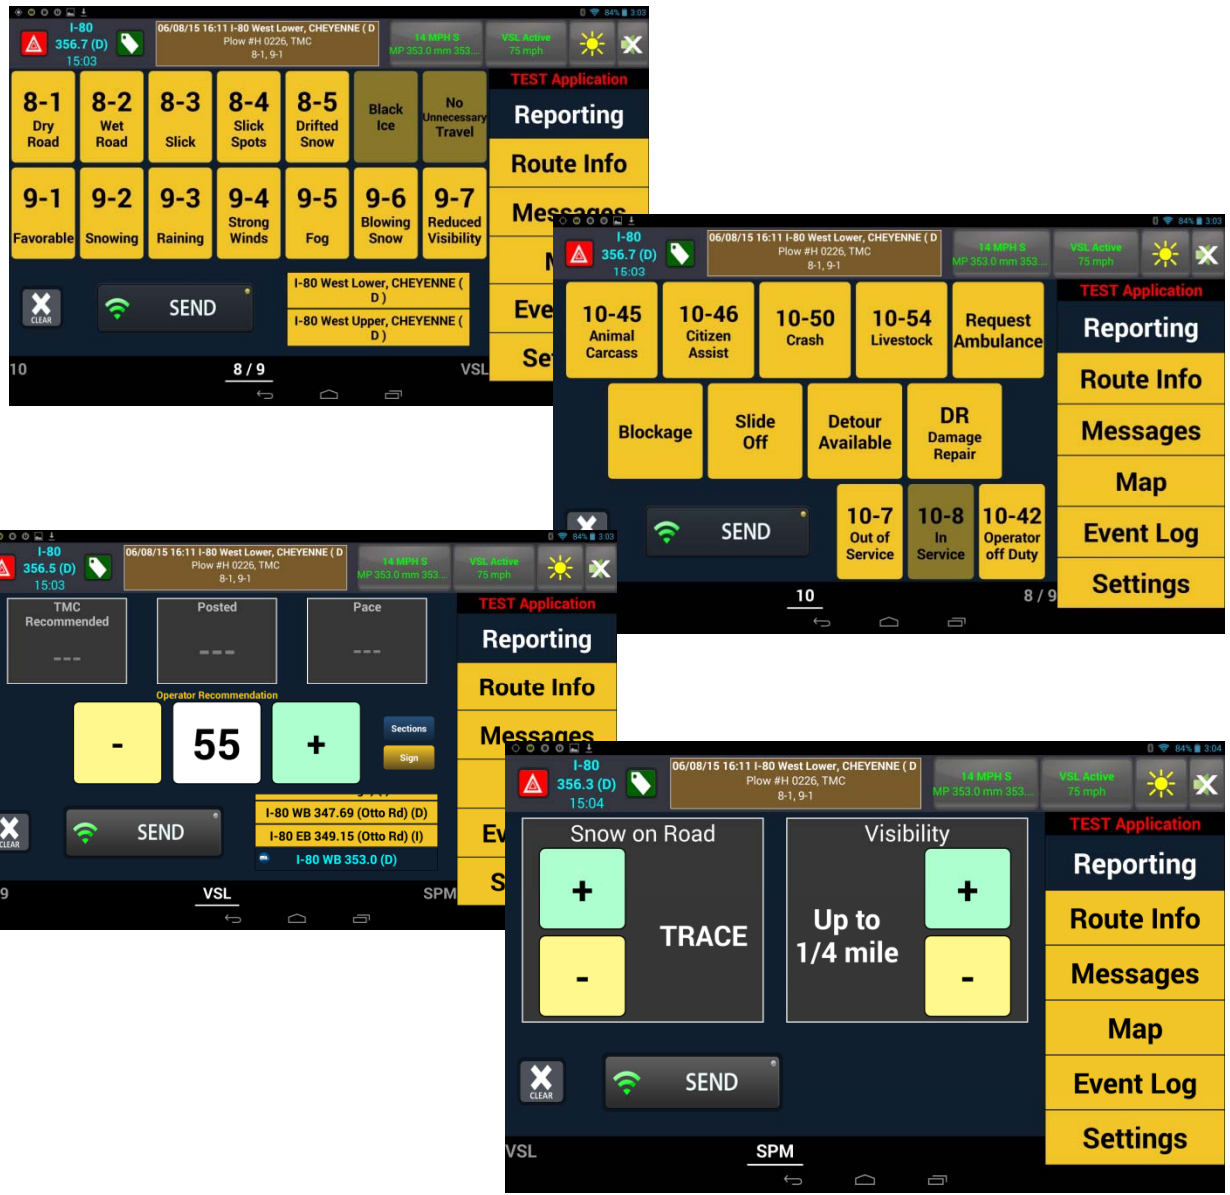 84% 3:03
I-80
356.7 (D)
15:03
06/08/15 16:11 I-80 West Lower, CHEYENNE ( D
Plow #H 0226, TMC
8-1, 9-1
14 MPH S
MP 353.0 mm 353...
VSL Active
75 mph
TEST Application
8-1
Dry
Road
8-2
Wet
Road
8-3
Slick
8-4
Slick
Spots
8-5
Drifted
Snow
Black
Ice
No
Unnecessary
Travel
Reporting
Route Info
9-1
Favorable
9-2
Snowing
9-3
Raining
9-4
Strong
Winds
9-5
Fog
9-6
Blowing
Snow
9-7
Reduced
Visibility
Messages
CLEAR
SEND
I-80 West Lower, CHEYENNE (
D )
I-80 West Upper, CHEYENNE (
D )
10
8 / 9
VSL
84% 3:03
I-80
356.7 (D)
15:03
06/08/15 16:11 I-80 West Lower, CHEYENNE ( D
Plow #H 0226, TMC
8-1, 9-1
14 MPH S
MP 353.0 mm 353...
VSL Active
75 mph
TEST Application
10-45
Animal
Carcass
10-46
Citizen
Assist
10-50
Crash
10-54
Livestock
Request
Ambulance
Blockage
Slide
Off
Detour
Available
DR
Damage
Repair
SEND
10-7
Out of
Service
10-8
In
Service
10-42
Operator
off Duty
Reporting
Route Info
Messages
Map
Event Log
Settings
10
8 / 9
84% 3:03
I-80
356.5 (D)
15:03
06/08/15 16:11 I-80 West Lower, CHEYENNE ( D
Plow #H 0226, TMC
8-1, 9-1
14 MPH S
MP 353.0 mm 353...
VSL Active
75 mph
TEST Application
TMC
Recommended
---
Posted
---
Pace
---
Operator Recommendation
-
55
+
Sections
Sign
Reporting
Route Info
Messages
CLEAR
SEND
I-80 WB 347.69 (Otto Rd) (D)
I-80 EB 349.15 (Otto Rd) (I)
I-80 WB 353.0 (D)
9
VSL
SPM
84% 3:04
I-80
356.3 (D)
15:04
06/08/15 16:11 I-80 West Lower, CHEYENNE ( D
Plow #H 0226, TMC
8-1, 9-1
14 MPH S
MP 353.0 mm 353...
VSL Active
75 mph
TEST Application
Snow on Road
+
TRACE
-
Visibility
Up to
1/4 mile
+
-
CLEAR
SEND
Reporting
Route Info
Messages
Map
Event Log
Settings
VSL
SPM